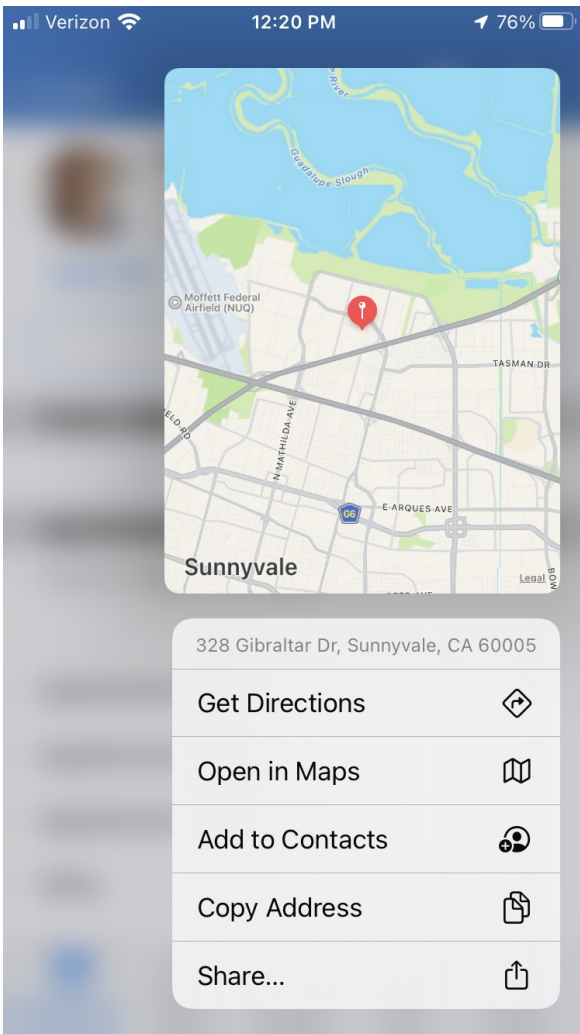 Verizon 12:20 PM 76%
River
Guadalupe Slough
Moffett Federal
Airfield (NUQ)
TASMAN DR
N MATHILDA AVE
G6
E ARQUES AVE
Sunnyvale
Legal
BOW
328 Gibraltar Dr, Sunnyvale, CA 60005
Get Directions
Open in Maps
Add to Contacts
Copy Address
Share...